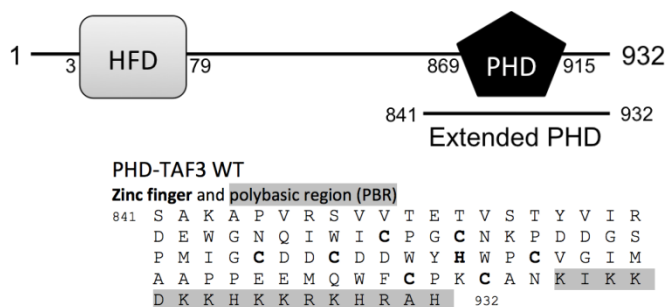 1 3 HFD 79 869 PHD 915 932
841 932
Extended PHD
PHD-TAF3 WT
Zinc finger and polybasic region (PBR)
841 S A K A P V R S V V T E T V S T Y V I R
D E W G N Q I W I C P G C N K P D D G S
P M I G C D D C D D W Y H W P C V G I M
A A P P E E M Q W F C P K C A N K I K K
D K K H K K R K H R A H 932